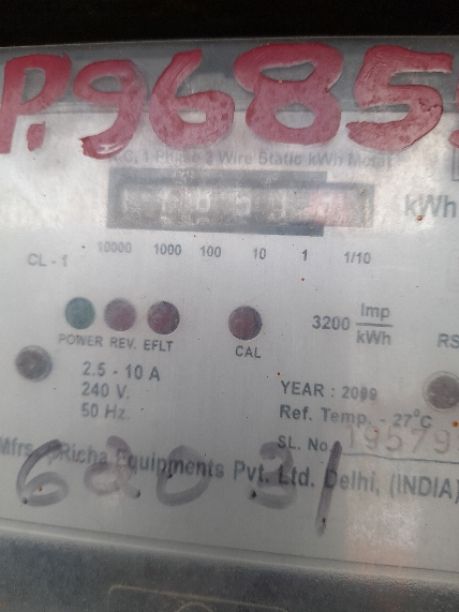 P.96855
A.C. 1 Phase 2 Wire Static kWh Meter
kWh
CL - 1 10000 1000 100 10 1 1/10
3200 Imp/kWh
POWER REV. EFLT CAL RS
2.5 - 10 A
240 V.
50 Hz.
YEAR : 2009
Ref. Temp. - 27°C
SL. No. 19579
Mfrs. Richa Equipments Pvt. Ltd. Delhi, (INDIA)
62031